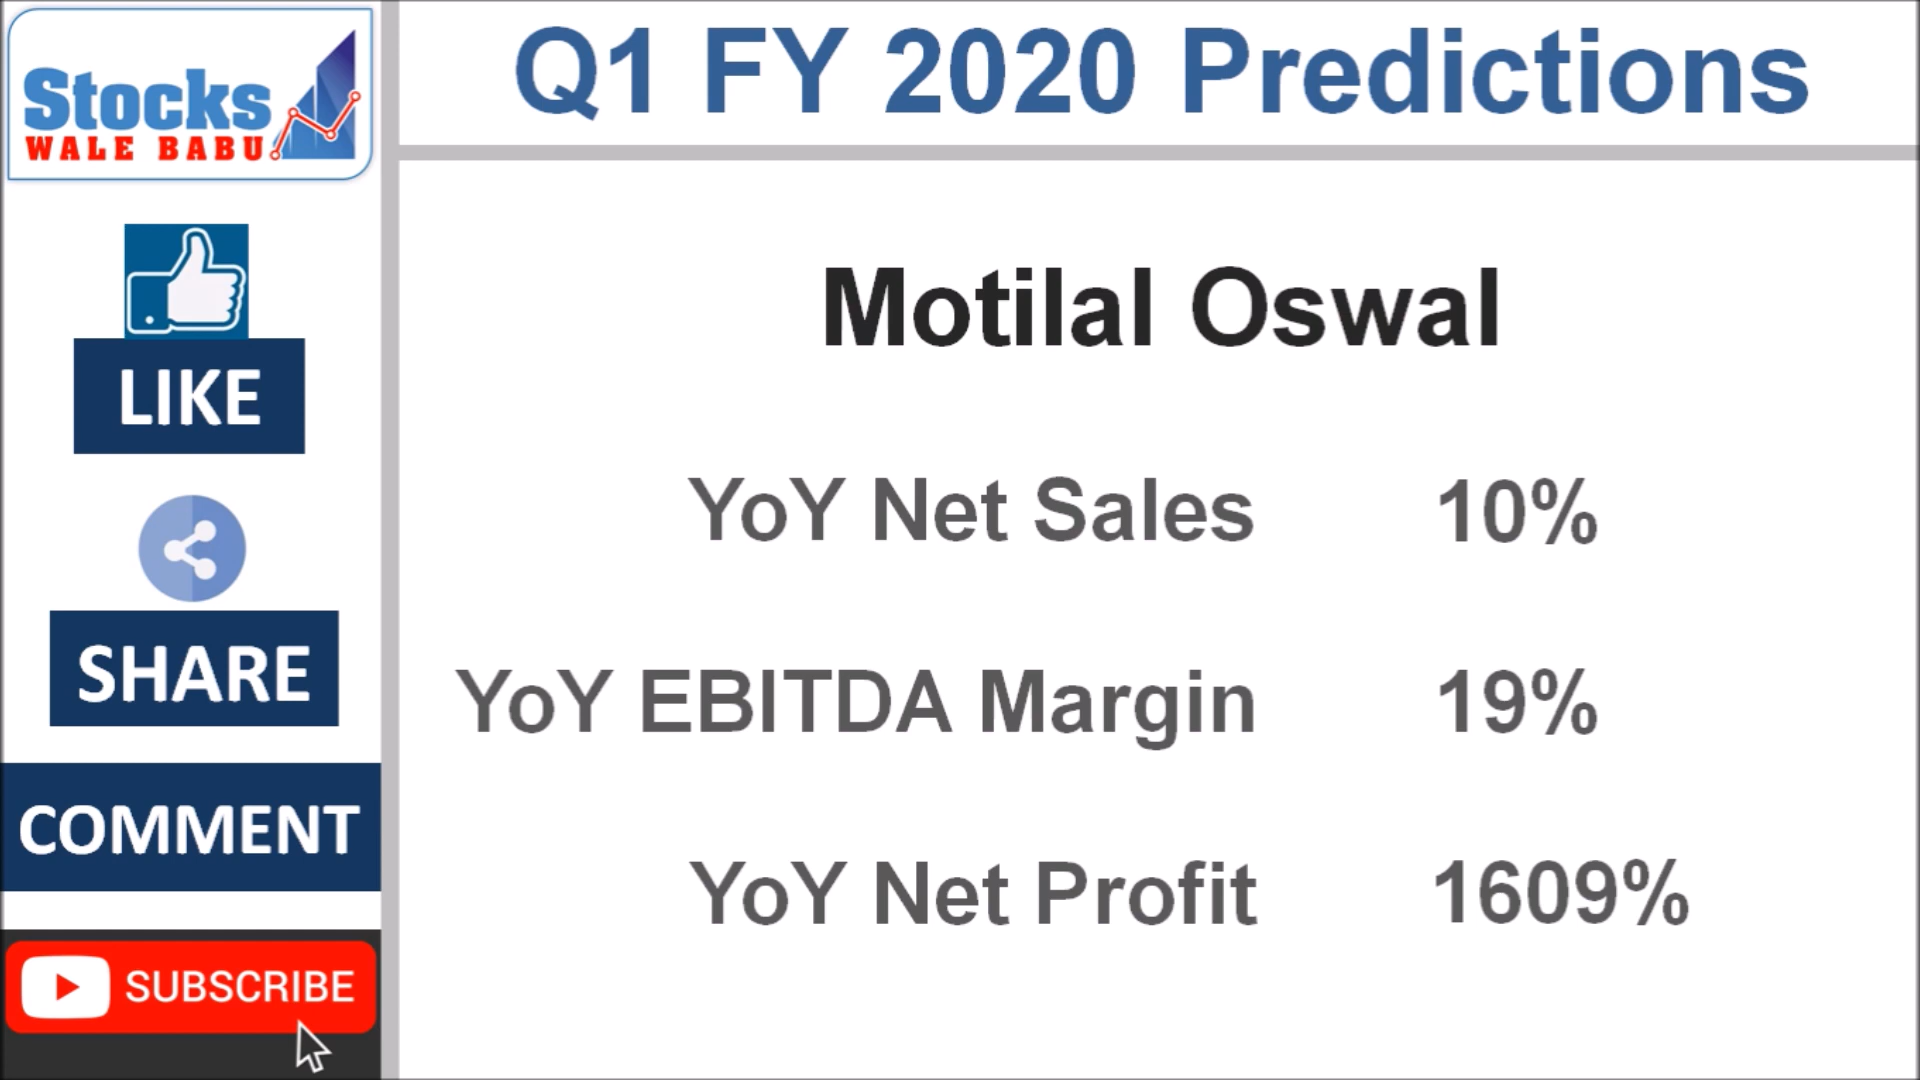 Stocks
WALE BABU
LIKE
SHARE
COMMENT
SUBSCRIBE
Q1 FY 2020 Predictions
Motilal Oswal
YoY Net Sales 10%
YoY EBITDA Margin 19%
YoY Net Profit 1609%